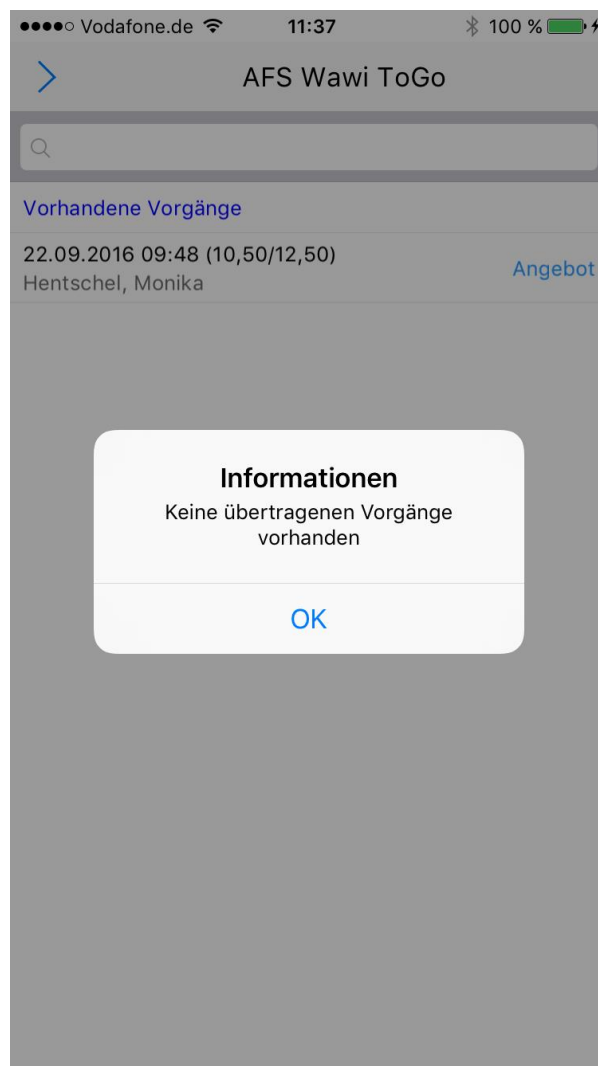 Vodafone.de 11:37 100 %
AFS Wawi ToGo
Vorhandene Vorgänge
22.09.2016 09:48 (10,50/12,50)
Hentschel, Monika
Angebot
Informationen
Keine übertragenen Vorgänge
vorhanden
OK